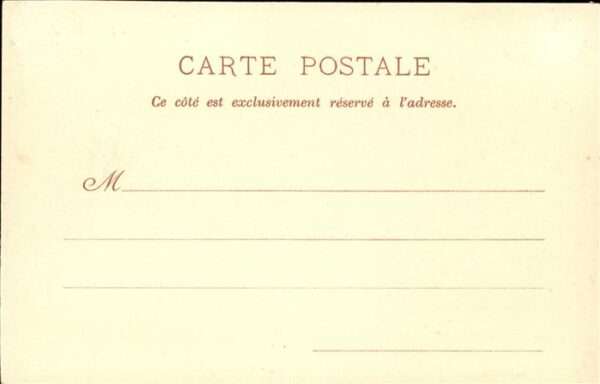 CARTE POSTALE
Ce côté est exclusivement réservé à l'adresse.
M